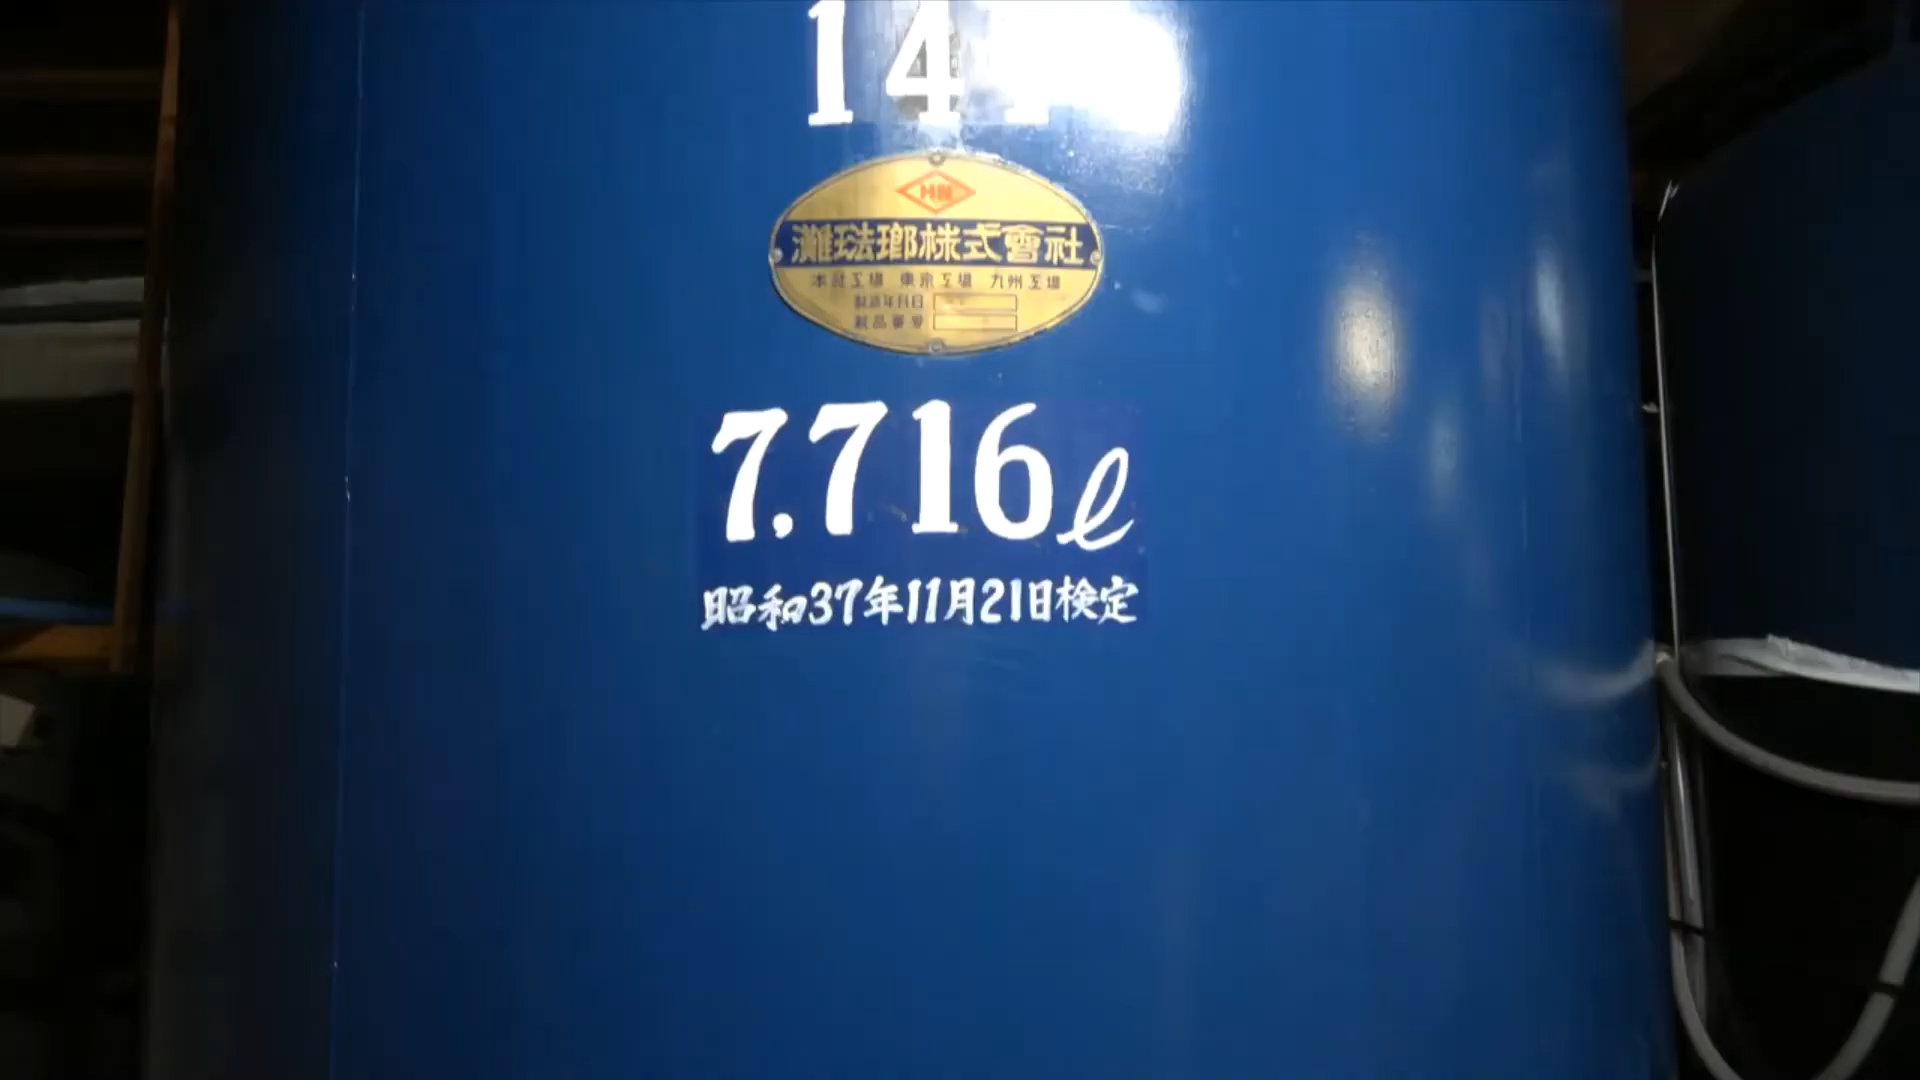 14
HN
灘琺瑯株式會社
本社工場 東京工場 九州工場
製造年月日
製品番号
7.716ℓ
昭和37年11月21日検定